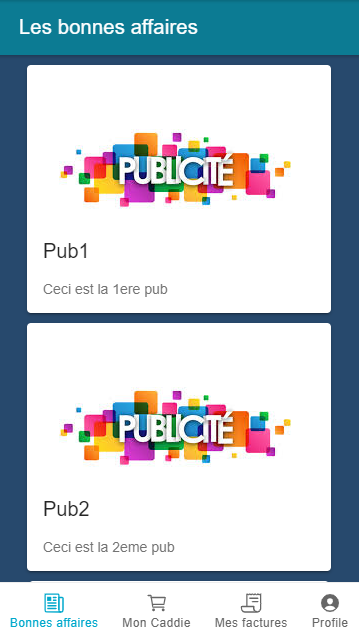 Les bonnes affaires
PUBLICITÉ
Pub1
Ceci est la 1ere pub
PUBLICITÉ
Pub2
Ceci est la 2eme pub
Bonnes affaires
Mon Caddie
Mes factures
Profile